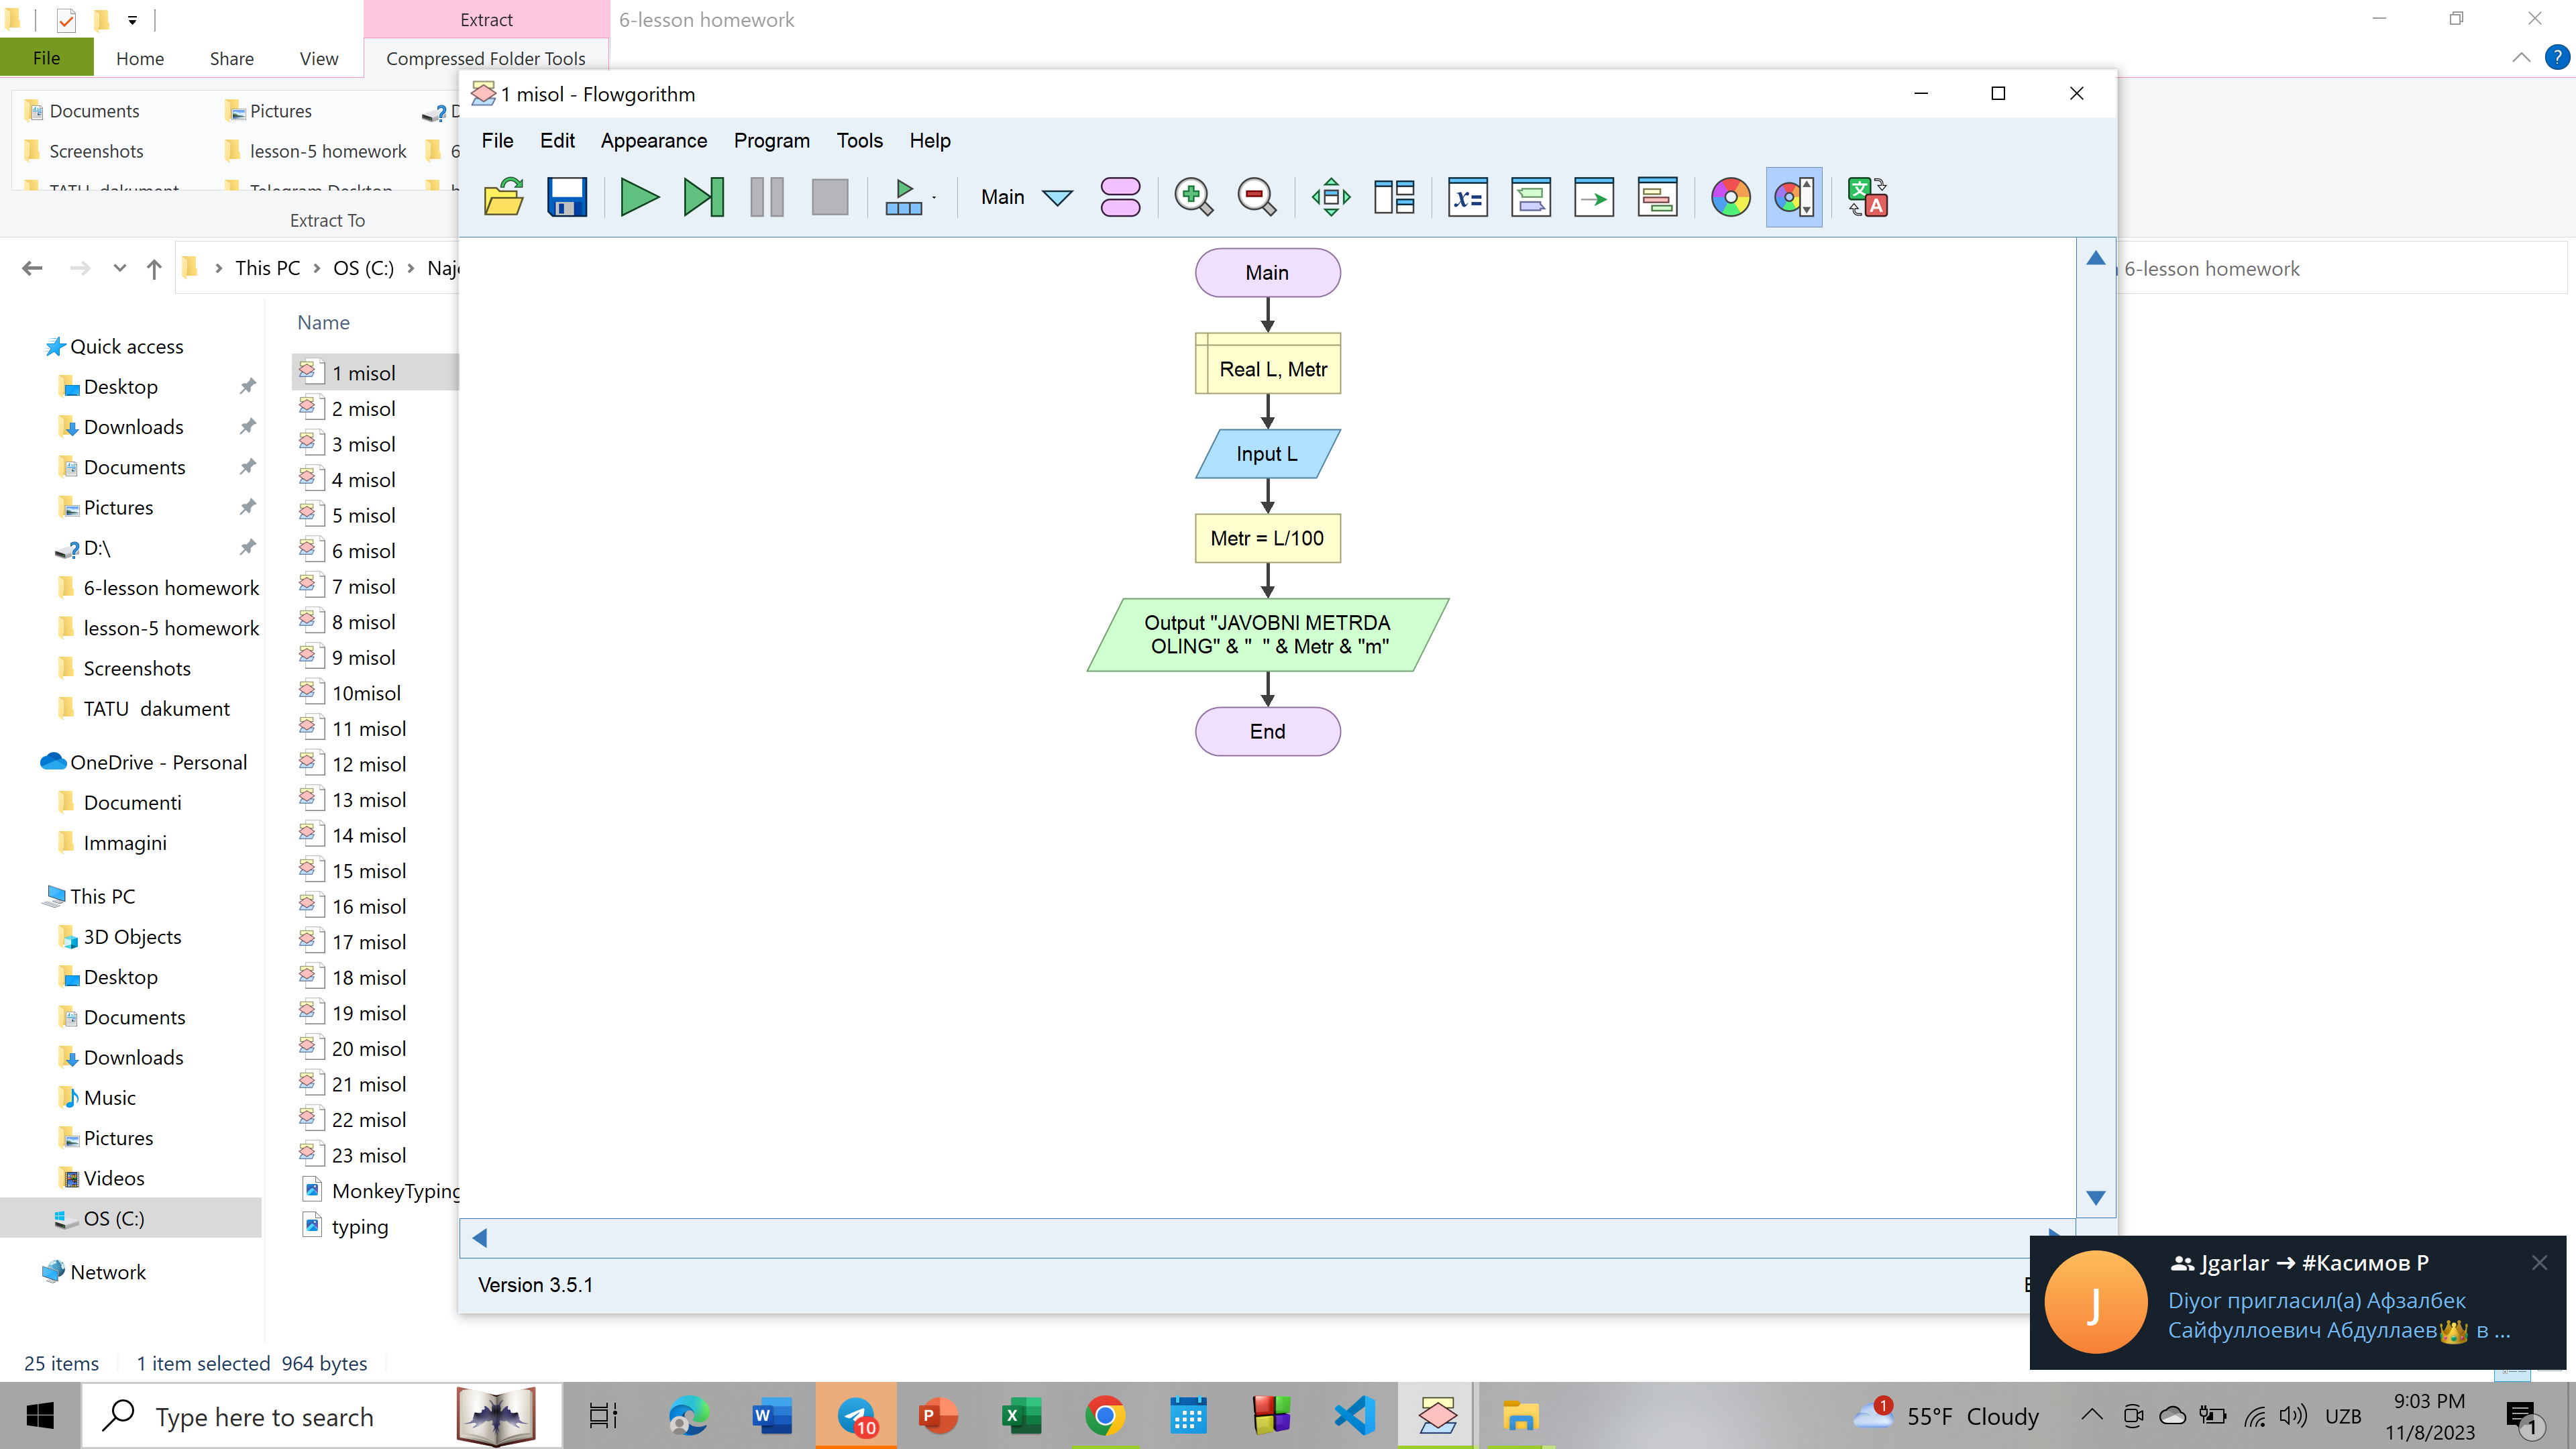 Extract
6-lesson homework
File
Home
Share
View
Compressed Folder Tools
Documents
Pictures
Screenshots
lesson-5 homework
Extract To
1 misol - Flowgorithm
File
Edit
Appearance
Program
Tools
Help
Main
This PC
OS (C:)
6-lesson homework
Name
Quick access
Desktop
Downloads
Documents
Pictures
D:\
6-lesson homework
lesson-5 homework
Screenshots
TATU dakument
OneDrive - Personal
Documenti
Immagini
This PC
3D Objects
Desktop
Documents
Downloads
Music
Pictures
Videos
OS (C:)
Network
1 misol
2 misol
3 misol
4 misol
5 misol
6 misol
7 misol
8 misol
9 misol
10misol
11 misol
12 misol
13 misol
14 misol
15 misol
16 misol
17 misol
18 misol
19 misol
20 misol
21 misol
22 misol
23 misol
MonkeyTyping
typing
Main
Real L, Metr
Input L
Metr = L/100
Output "JAVOBNI METRDA
OLING" & "  " & Metr & "m"
End
Version 3.5.1
Jgarlar → #Касимов Р
J
Diyor пригласил(а) Афзалбек
Сайфуллоевич Абдуллаев👑 в ...
25 items
1 item selected 964 bytes
Type here to search
10
1
55°F Cloudy
UZB
9:03 PM
11/8/2023
1